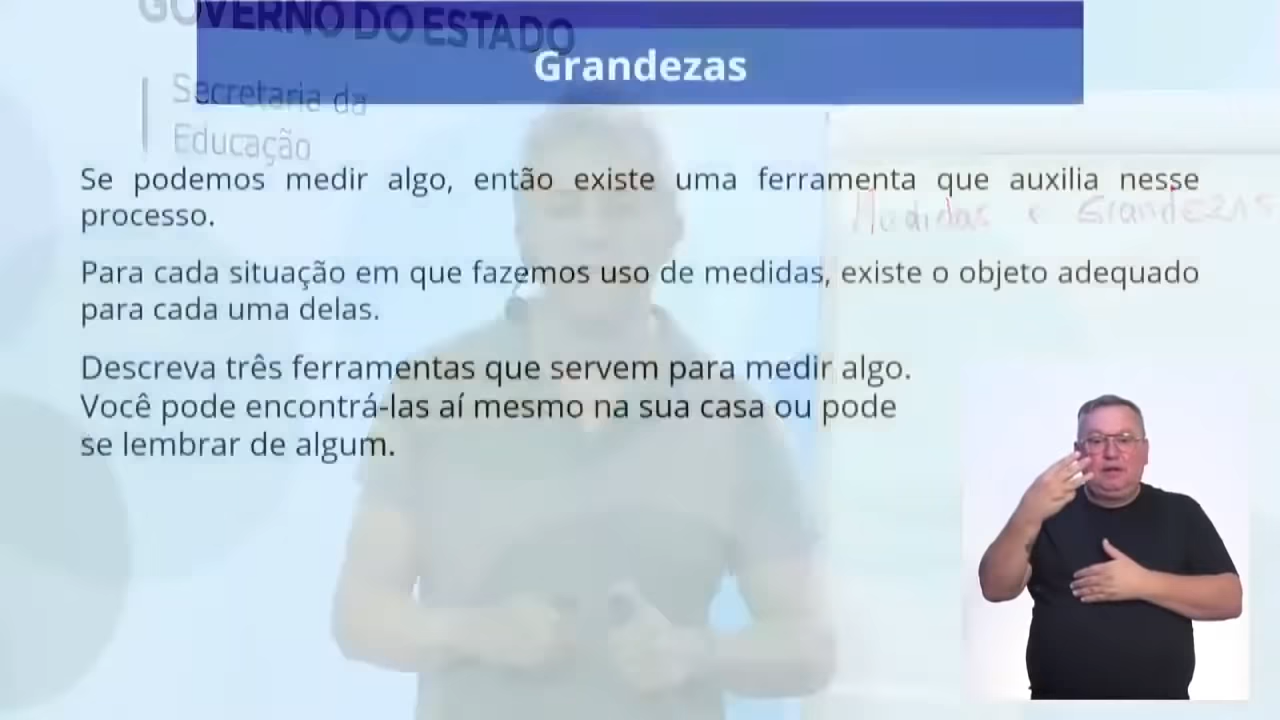 GOVERNO DO ESTADO
Grandezas
Secretaria da
Educação
Se podemos medir algo, então existe uma ferramenta que auxilia nesse
processo.
Medidas e Grandezas
Para cada situação em que fazemos uso de medidas, existe o objeto adequado
para cada uma delas.
Descreva três ferramentas que servem para medir algo.
Você pode encontrá-las aí mesmo na sua casa ou pode
se lembrar de algum.